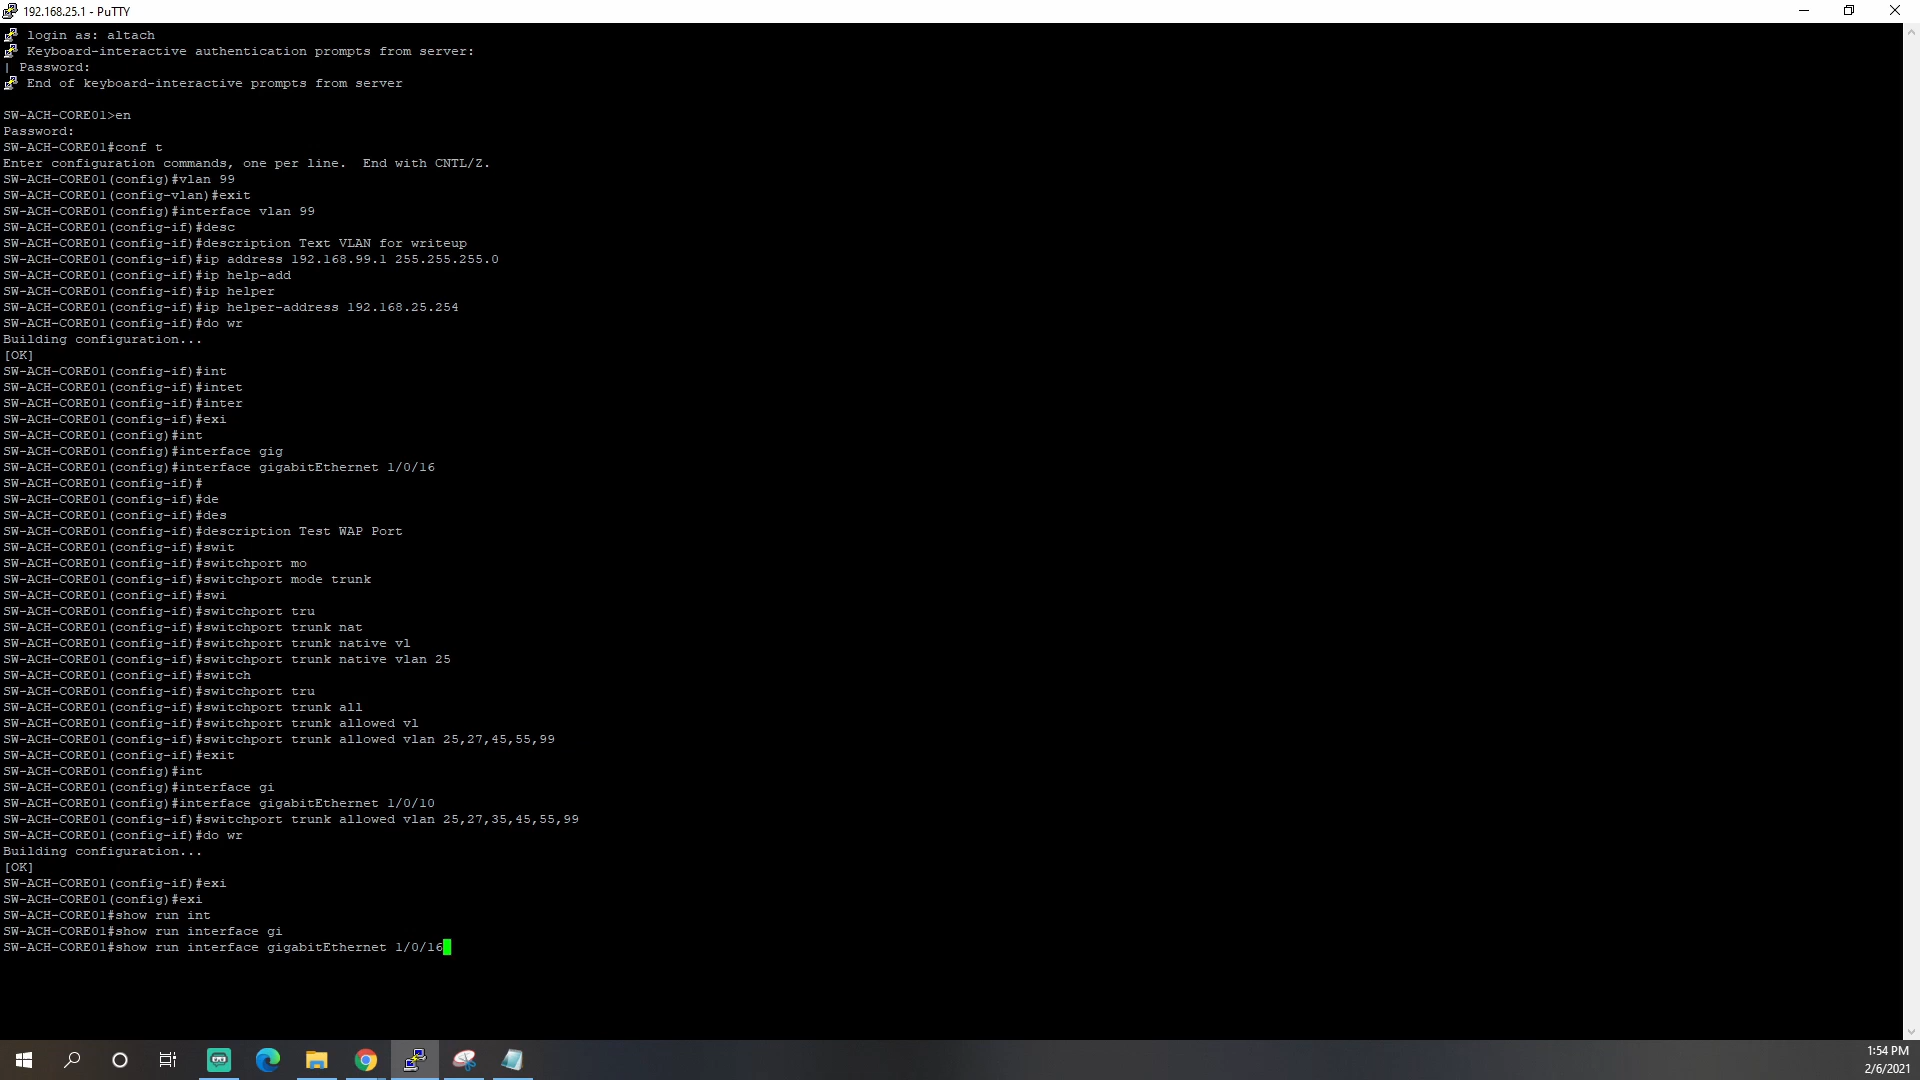 192.168.25.1 - PuTTY
login as: altach
Keyboard-interactive authentication prompts from server:
| Password:
End of keyboard-interactive prompts from server
SW-ACH-CORE01>en
Password:
SW-ACH-CORE01#conf t
Enter configuration commands, one per line.  End with CNTL/Z.
SW-ACH-CORE01(config)#vlan 99
SW-ACH-CORE01(config-vlan)#exit
SW-ACH-CORE01(config)#interface vlan 99
SW-ACH-CORE01(config-if)#desc
SW-ACH-CORE01(config-if)#description Text VLAN for writeup
SW-ACH-CORE01(config-if)#ip address 192.168.99.1 255.255.255.0
SW-ACH-CORE01(config-if)#ip help-add
SW-ACH-CORE01(config-if)#ip helper
SW-ACH-CORE01(config-if)#ip helper-address 192.168.25.254
SW-ACH-CORE01(config-if)#do wr
Building configuration...
[OK]
SW-ACH-CORE01(config-if)#int
SW-ACH-CORE01(config-if)#intet
SW-ACH-CORE01(config-if)#inter
SW-ACH-CORE01(config-if)#exi
SW-ACH-CORE01(config)#int
SW-ACH-CORE01(config)#interface gig
SW-ACH-CORE01(config)#interface gigabitEthernet 1/0/16
SW-ACH-CORE01(config-if)#
SW-ACH-CORE01(config-if)#de
SW-ACH-CORE01(config-if)#des
SW-ACH-CORE01(config-if)#description Test WAP Port
SW-ACH-CORE01(config-if)#swit
SW-ACH-CORE01(config-if)#switchport mo
SW-ACH-CORE01(config-if)#switchport mode trunk
SW-ACH-CORE01(config-if)#swi
SW-ACH-CORE01(config-if)#switchport tru
SW-ACH-CORE01(config-if)#switchport trunk nat
SW-ACH-CORE01(config-if)#switchport trunk native vl
SW-ACH-CORE01(config-if)#switchport trunk native vlan 25
SW-ACH-CORE01(config-if)#switch
SW-ACH-CORE01(config-if)#switchport tru
SW-ACH-CORE01(config-if)#switchport trunk all
SW-ACH-CORE01(config-if)#switchport trunk allowed vl
SW-ACH-CORE01(config-if)#switchport trunk allowed vlan 25,27,45,55,99
SW-ACH-CORE01(config-if)#exit
SW-ACH-CORE01(config)#int
SW-ACH-CORE01(config)#interface gi
SW-ACH-CORE01(config)#interface gigabitEthernet 1/0/10
SW-ACH-CORE01(config-if)#switchport trunk allowed vlan 25,27,35,45,55,99
SW-ACH-CORE01(config-if)#do wr
Building configuration...
[OK]
SW-ACH-CORE01(config-if)#exi
SW-ACH-CORE01(config)#exi
SW-ACH-CORE01#show run int
SW-ACH-CORE01#show run interface gi
SW-ACH-CORE01#show run interface gigabitEthernet 1/0/16
1:54 PM
2/6/2021